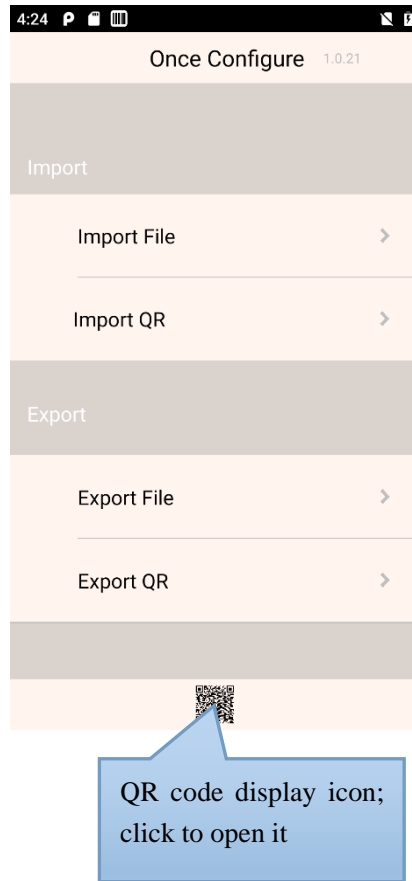 4:24
Once Configure 1.0.21
Import
Import File
Import QR
Export
Export File
Export QR
QR code display icon;
click to open it